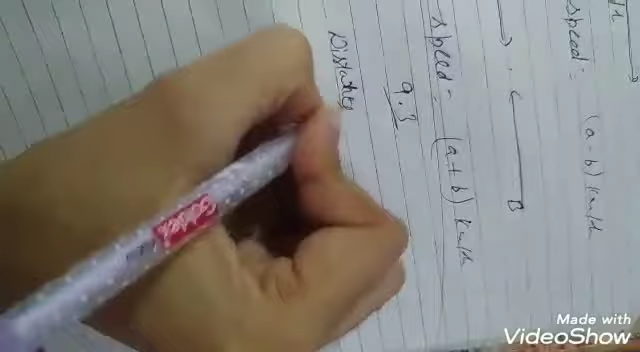 speed = (a - b) km/h
C B
speed = (a + b) km/h
9.3
Distance
Made with
VideoShow